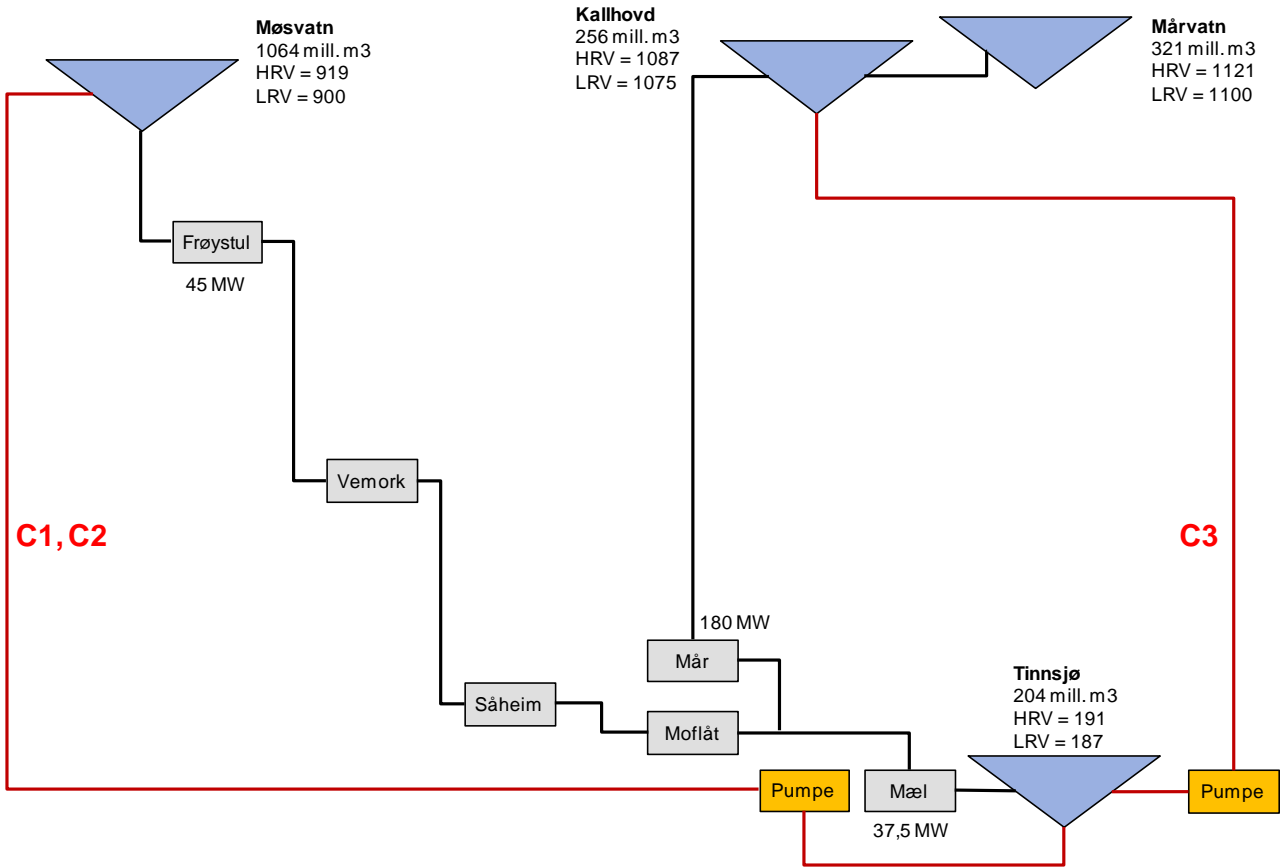 Møsvatn
1064 mill. m3
HRV = 919
LRV = 900
Kallhovd
256 mill. m3
HRV = 1087
LRV = 1075
Mårvatn
321 mill. m3
HRV = 1121
LRV = 1100
Frøystul
45 MW
Vemork
C1, C2
C3
180 MW
Mår
Såheim
Moflåt
Tinnsjø
204 mill. m3
HRV = 191
LRV = 187
Pumpe
Mæl
37,5 MW
Pumpe